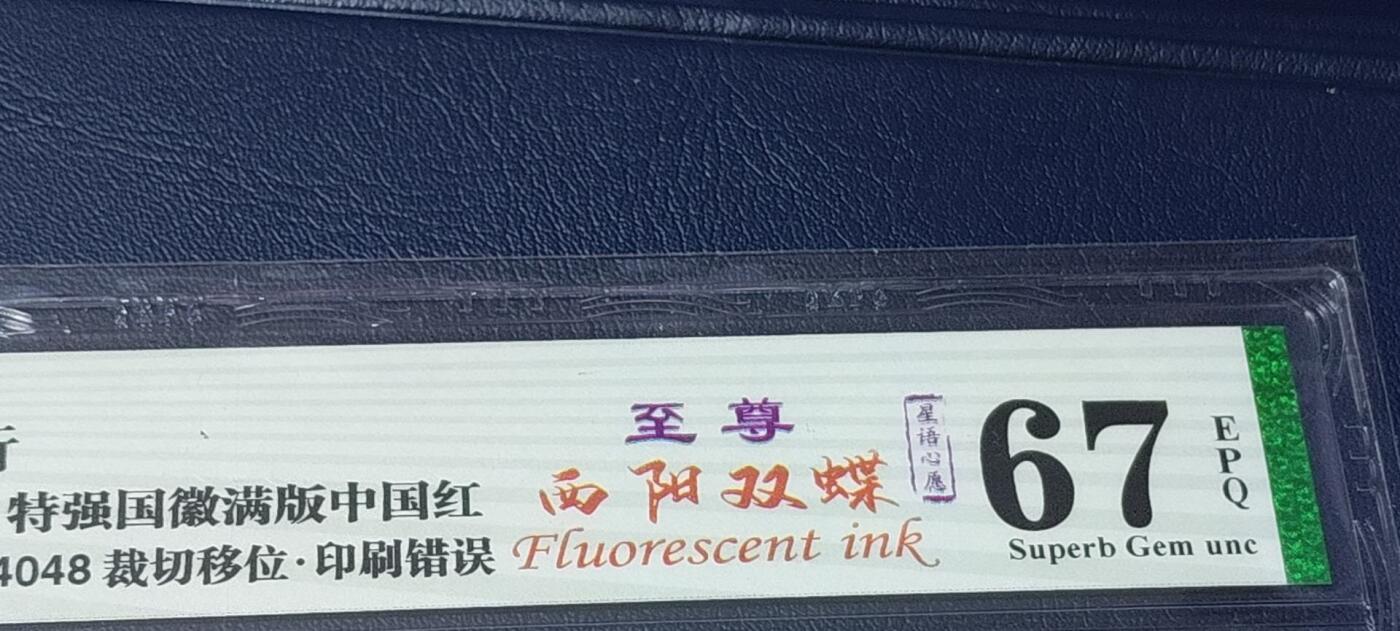 至尊
西阳双蝶
Fluorescent ink
星语心愿
67
EPQ
Superb Gem unc
特强国徽满版中国红
4048 裁切移位·印刷错误